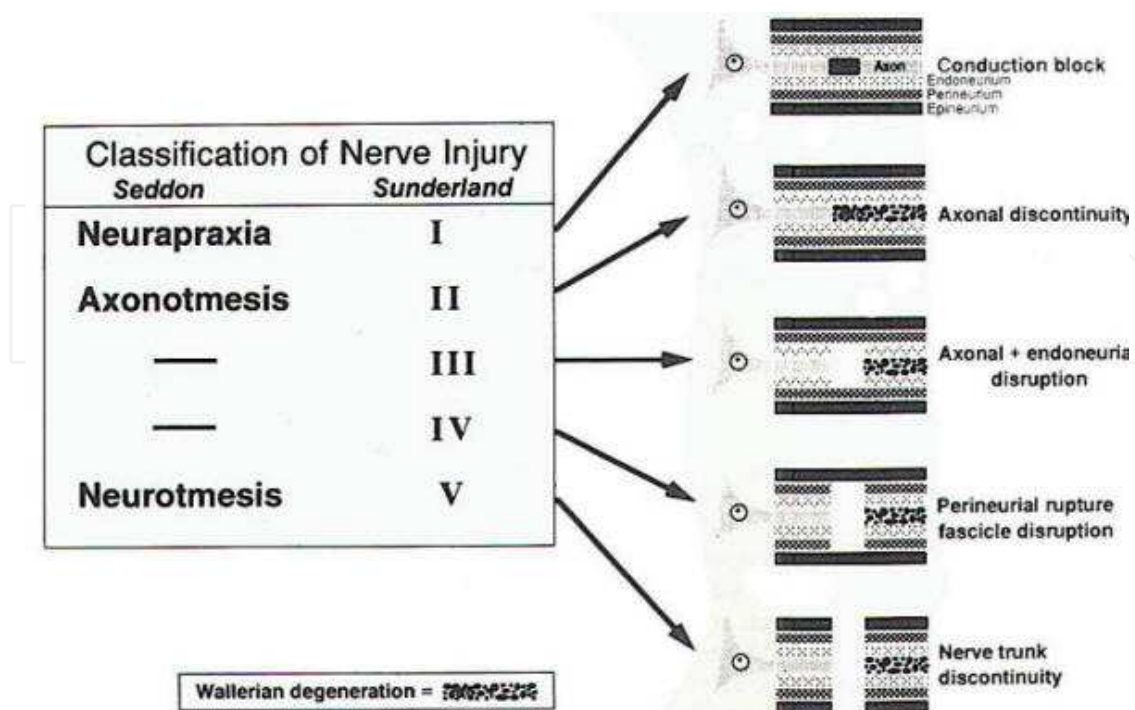 Classification of Nerve Injury
Seddon Sunderland
Neurapraxia I
Axonotmesis II
— III
— IV
Neurotmesis V
Wallerian degeneration =
Axon
Conduction block
Endoneurium
Perineurium
Epineurium
Axonal discontinuity
Axonal + endoneuria
disruption
Perineurial rupture
fascicle disruption
Nerve trunk
discontinuity